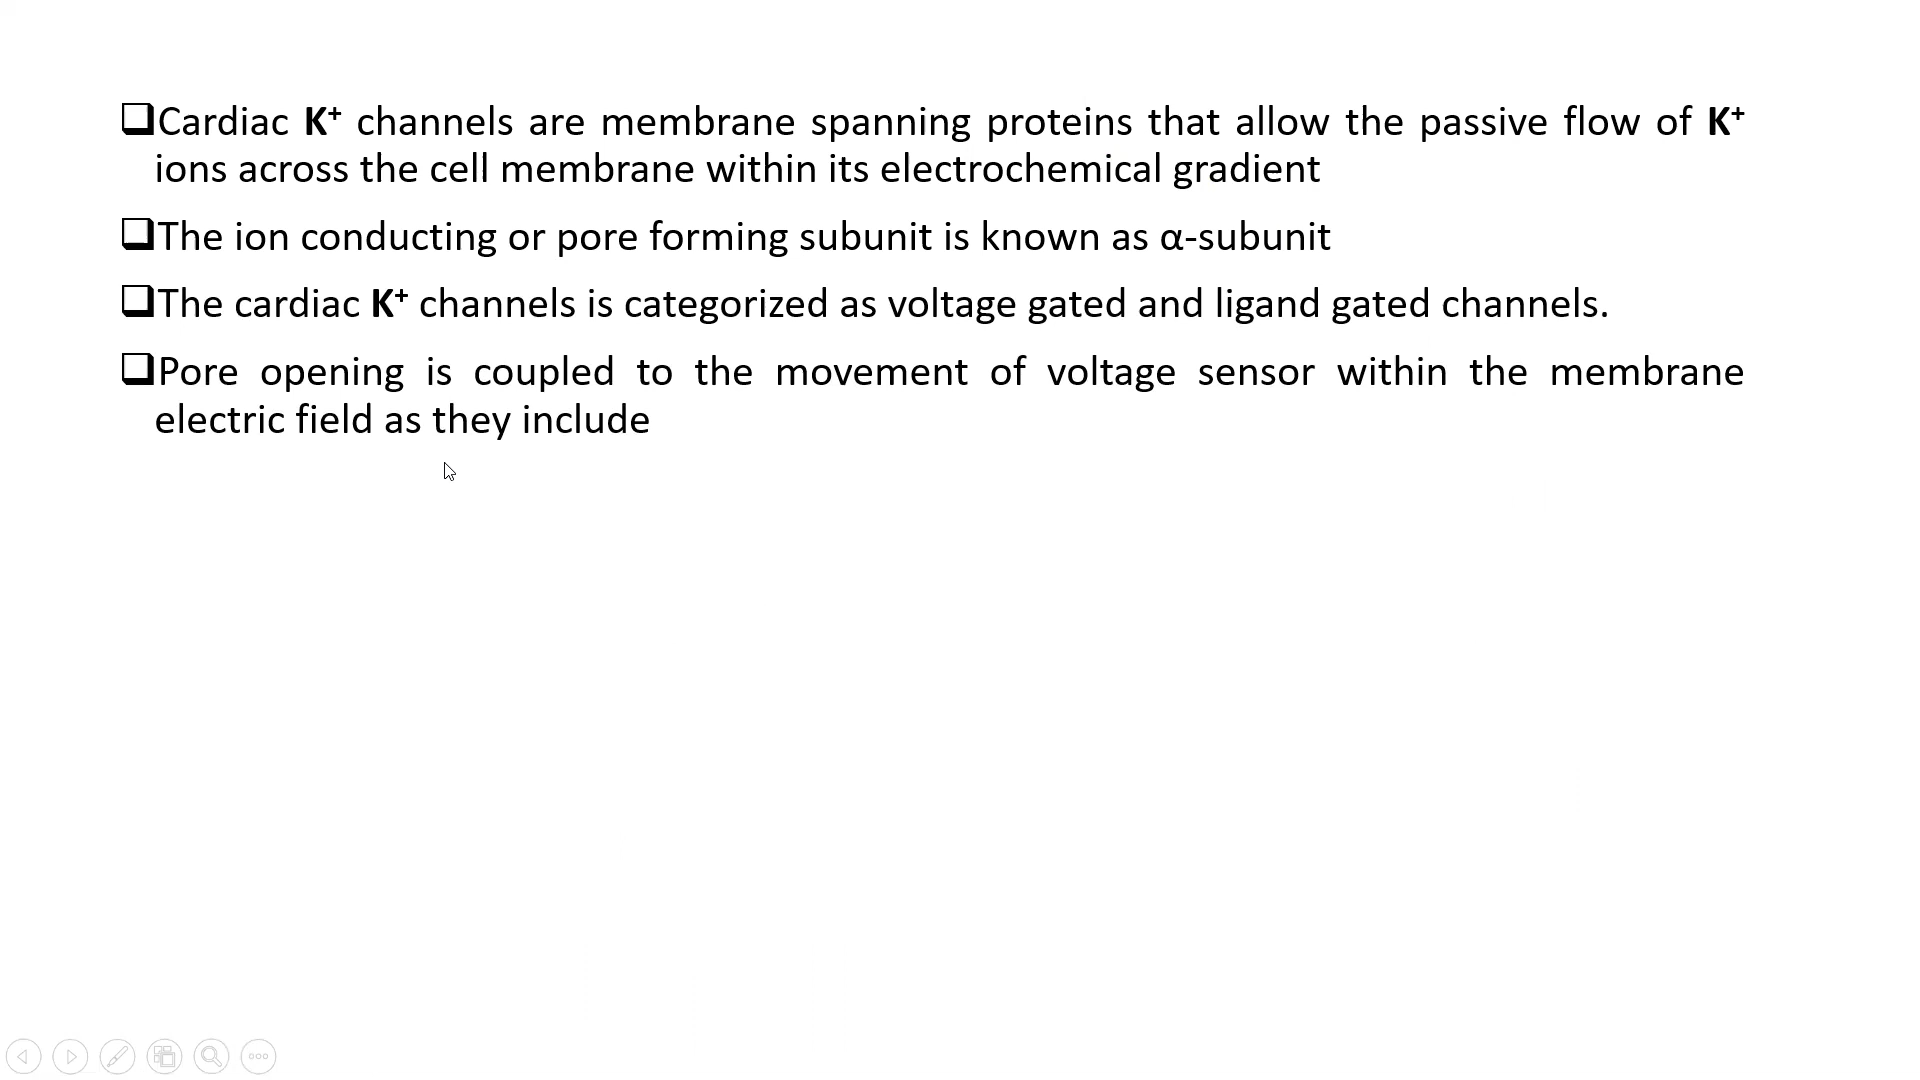 ❑Cardiac K⁺ channels are membrane spanning proteins that allow the passive flow of K⁺
ions across the cell membrane within its electrochemical gradient
❑The ion conducting or pore forming subunit is known as α-subunit
❑The cardiac K⁺ channels is categorized as voltage gated and ligand gated channels.
❑Pore opening is coupled to the movement of voltage sensor within the membrane
electric field as they include